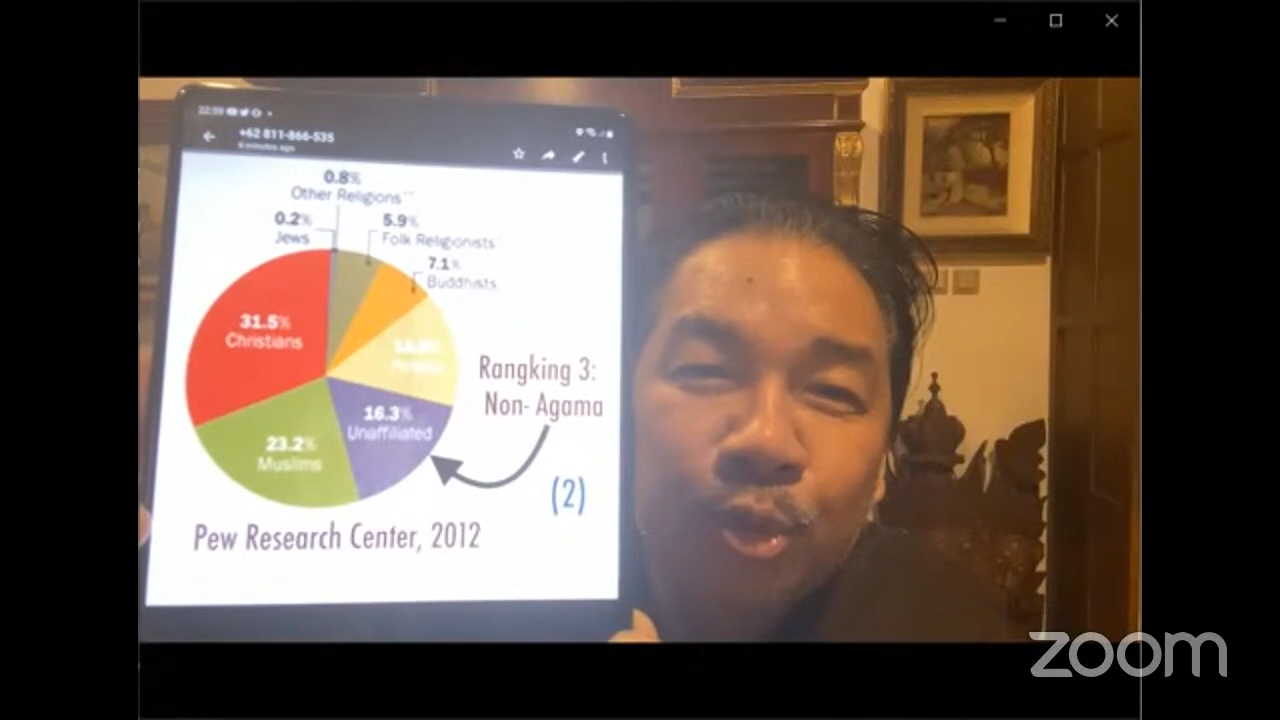 22:59
+62 811-866-535
6 minutes ago
0.8%
Other Religions**
0.2%
Jews
5.9%
Folk Religionists*
7.1%
Buddhists
31.5%
Christians
Rangking 3:
Non- Agama
16.3%
Unaffiliated
23.2%
Muslims
(2)
Pew Research Center, 2012
zoom